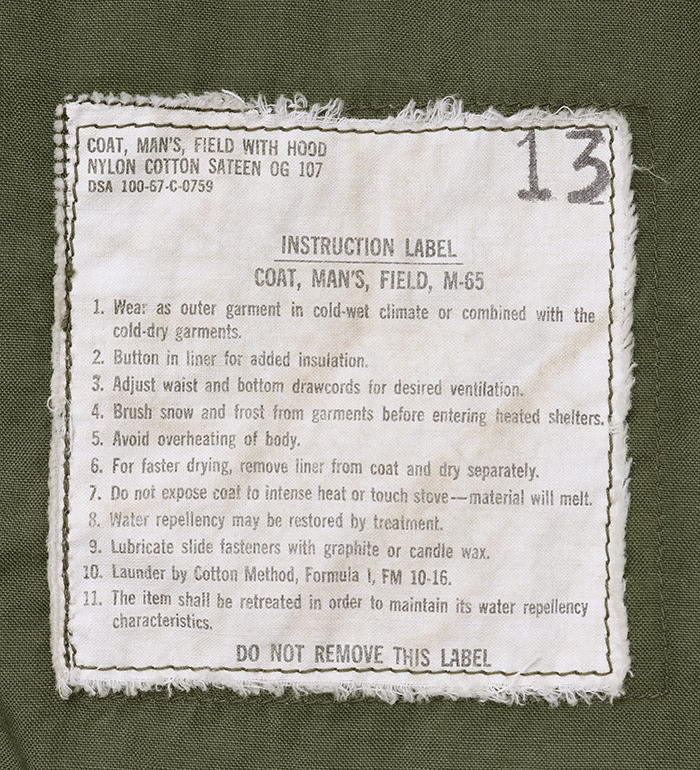 COAT, MAN'S, FIELD WITH HOOD
NYLON COTTON SATEEN OG 107
DSA 100-67-C-0759
13
INSTRUCTION LABEL
COAT, MAN'S, FIELD, M-65
1. Wear as outer garment in cold-wet climate or combined with the
cold-dry garments.
2. Button in liner for added insulation.
3. Adjust waist and bottom drawcords for desired ventilation.
4. Brush snow and frost from garments before entering heated shelters.
5. Avoid overheating of body.
6. For faster drying, remove liner from coat and dry separately.
7. Do not expose coat to intense heat or touch stove—material will melt.
8. Water repellency may be restored by treatment.
9. Lubricate slide fasteners with graphite or candle wax.
10. Launder by Cotton Method, Formula I, FM 10-16.
11. The item shall be retreated in order to maintain its water repellency
characteristics.
DO NOT REMOVE THIS LABEL